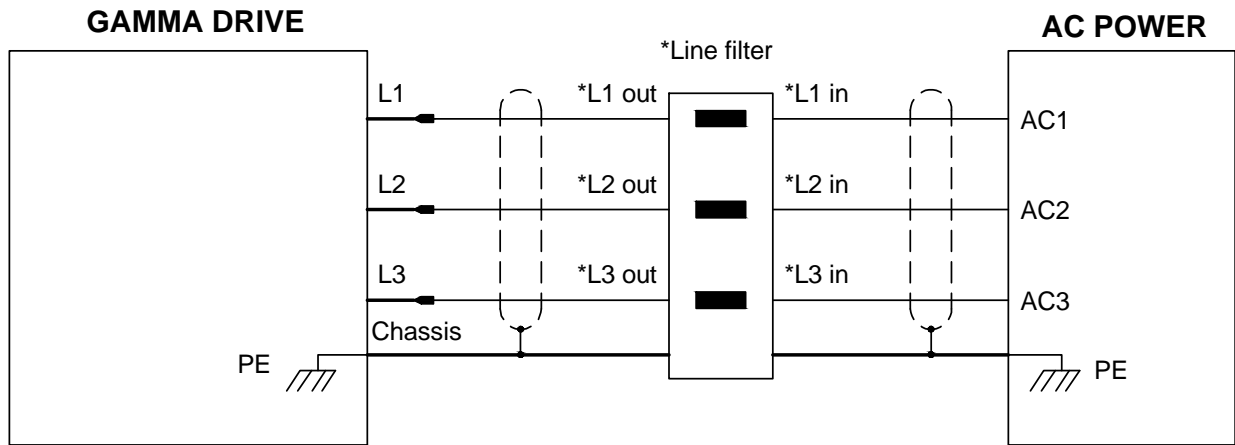 GAMMA DRIVE
AC POWER
*Line filter
L1
*L1 out
*L1 in
AC1
L2
*L2 out
*L2 in
AC2
L3
*L3 out
*L3 in
AC3
Chassis
PE
PE